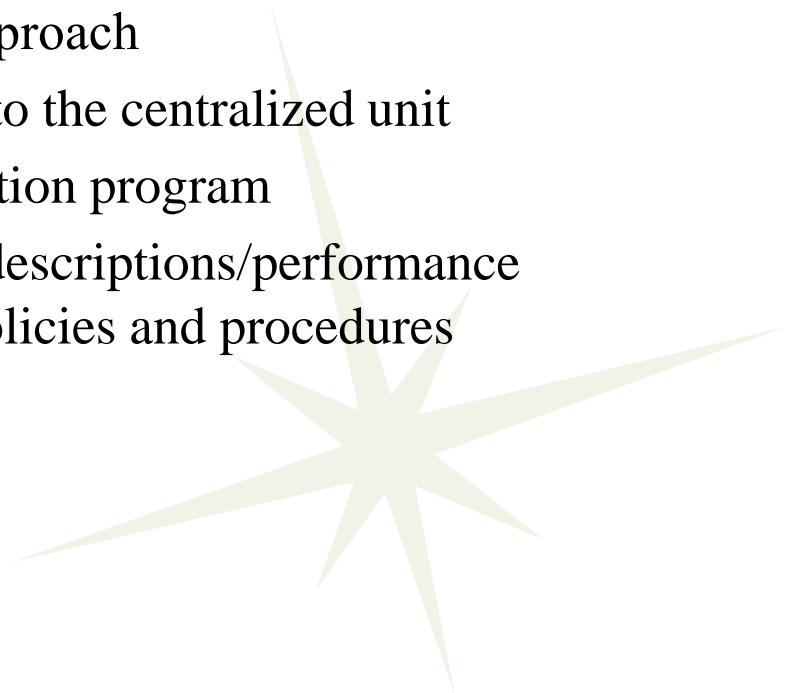 proach
to the centralized unit
tion program
descriptions/performance
olicies and procedures